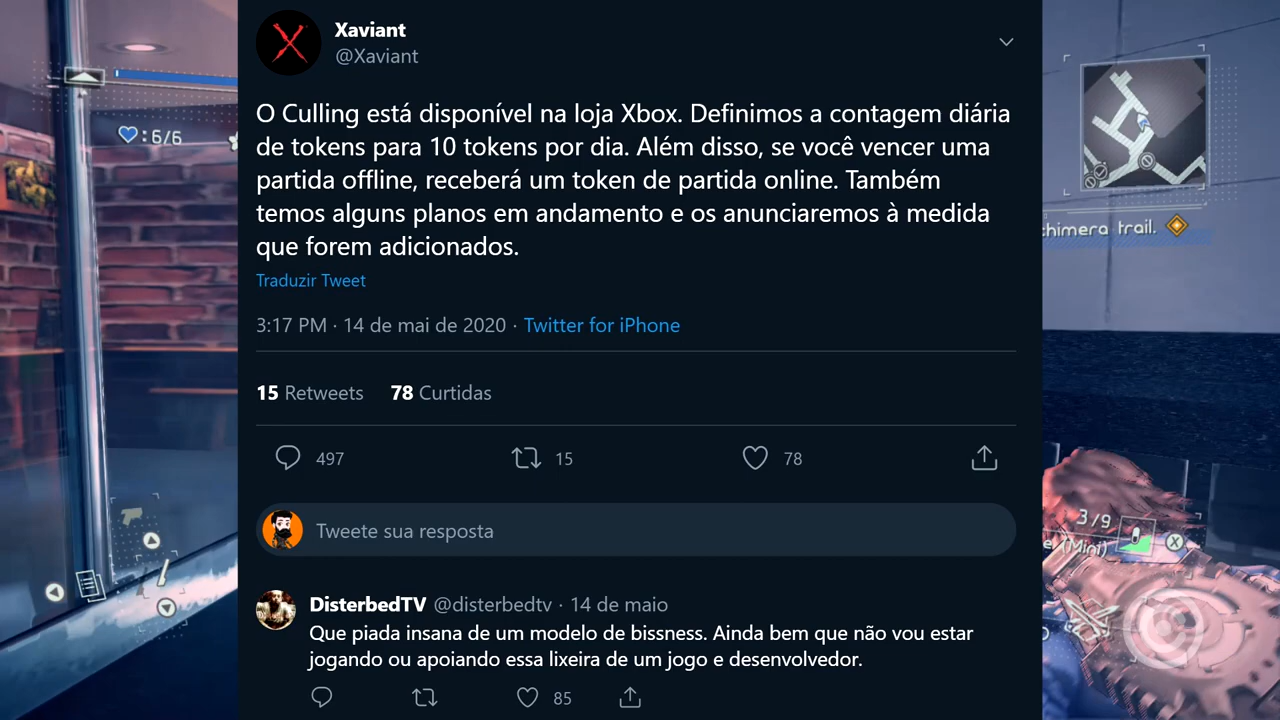 Xaviant
@Xaviant
O Culling está disponível na loja Xbox. Definimos a contagem diária
de tokens para 10 tokens por dia. Além disso, se você vencer uma
partida offline, receberá um token de partida online. Também
temos alguns planos em andamento e os anunciaremos à medida
que forem adicionados.
Traduzir Tweet
3:17 PM · 14 de mai de 2020 · Twitter for iPhone
15 Retweets 78 Curtidas
497 15 78
Tweete sua resposta
DisterbedTV @disterbedtv · 14 de maio
Que piada insana de um modelo de bissness. Ainda bem que não vou estar
jogando ou apoiando essa lixeira de um jogo e desenvolvedor.
85
: 6/6
chimera trail.
3/9
(Mini)
X